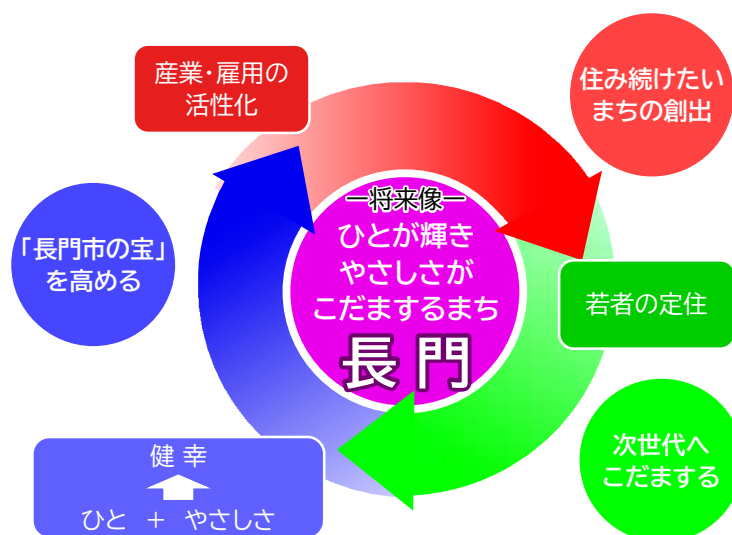 産業・雇用の
活性化
住み続けたい
まちの創出
「長門市の宝」
を高める
ー将来像ー
ひとが輝き
やさしさが
こだまするまち
長門
若者の定住
次世代へ
こだまする
健幸
ひと + やさしさ